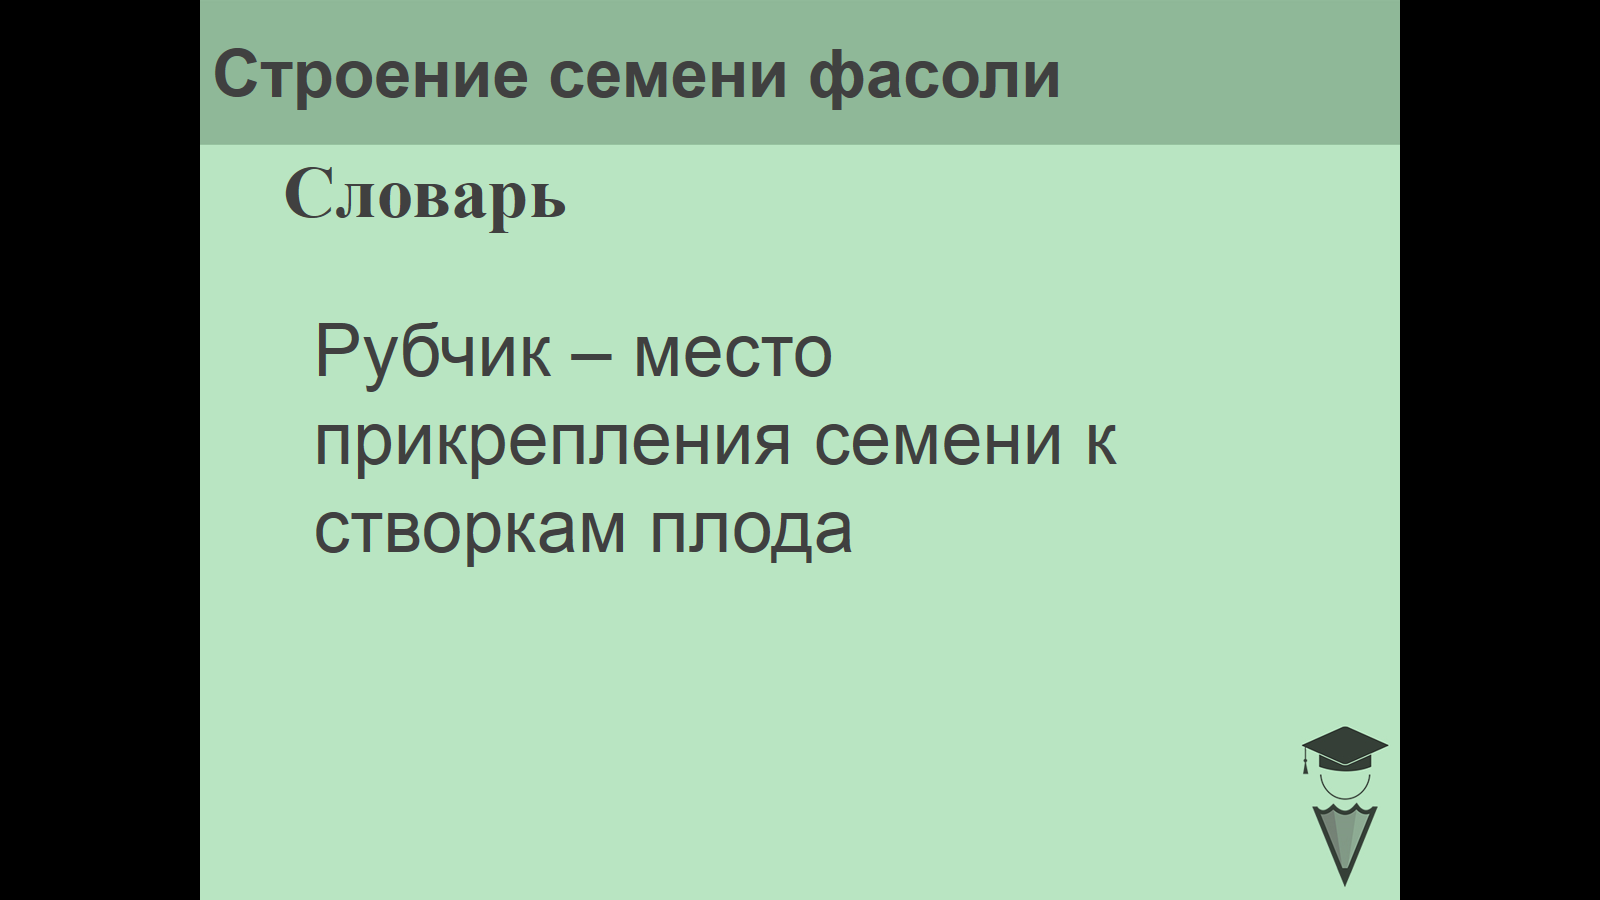 Строение семени фасоли
Словарь
Рубчик – место
прикрепления семени к
створкам плода